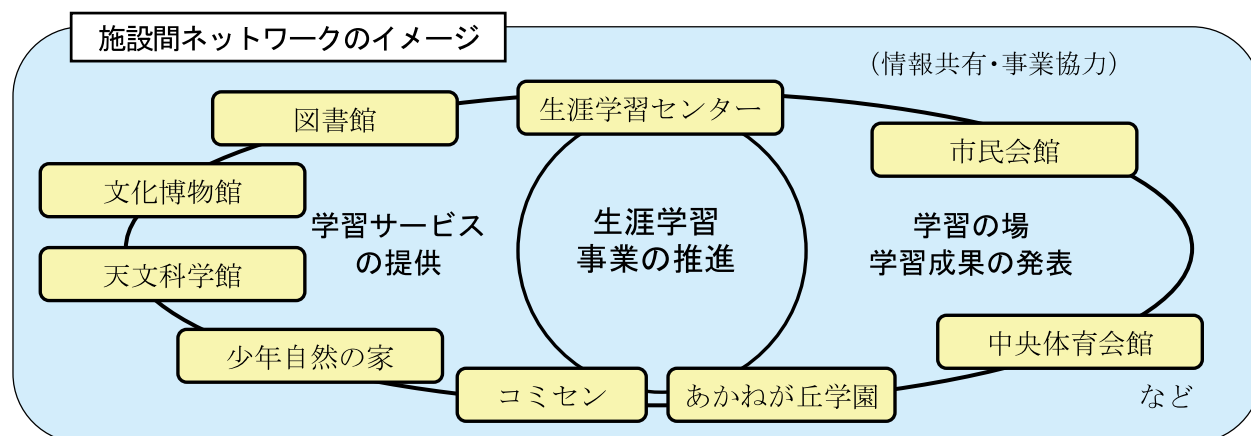 施設間ネットワークのイメージ
（情報共有・事業協力）
図書館
生涯学習センター
市民会館
文化博物館
学習サービス
の提供
生涯学習
事業の推進
学習の場
学習成果の発表
天文科学館
少年自然の家
コミセン
あかねが丘学園
中央体育会館
など